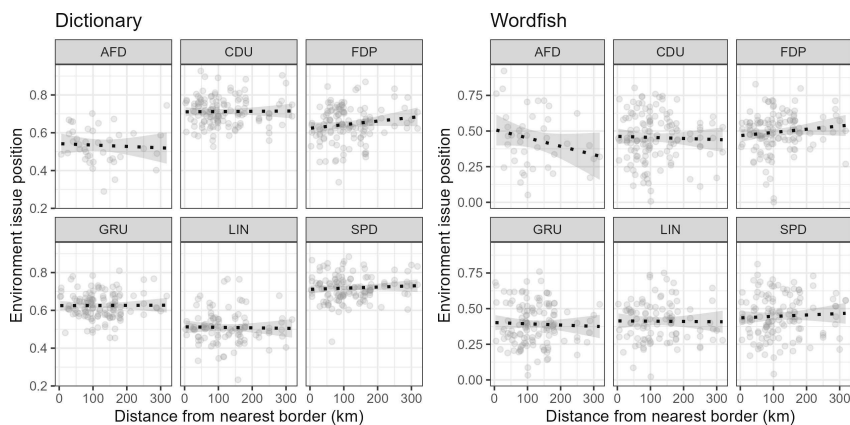 Dictionary
Wordfish
AFD CDU FDP
AFD CDU FDP
0.8
0.6
0.4
0.2
0.75
0.50
0.25
0.00
Environment issue position
Environment issue position
GRU LIN SPD
GRU LIN SPD
0.8
0.6
0.4
0.2
0.75
0.50
0.25
0.00
0 100 200 300 0 100 200 300 0 100 200 300
0 100 200 300 0 100 200 300 0 100 200 300
Distance from nearest border (km)
Distance from nearest border (km)